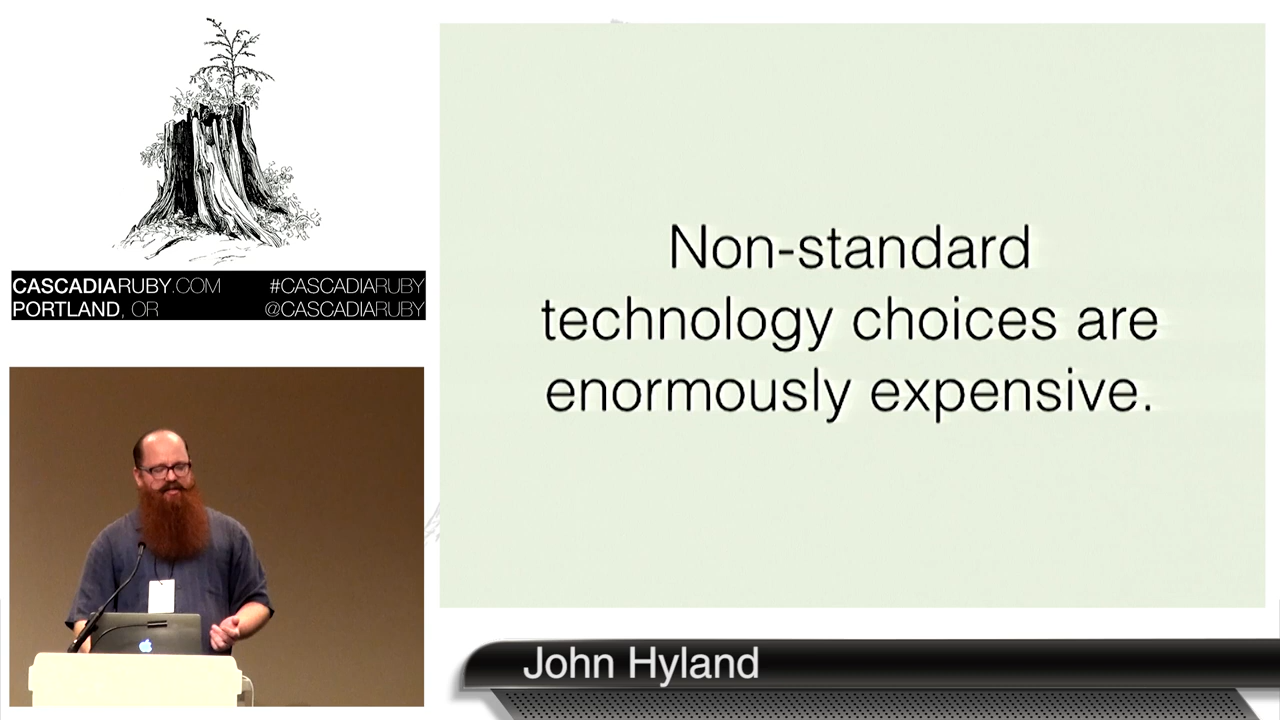 CASCADIARUBY.COM #CASCADIARUBY
PORTLAND, OR @CASCADIARUBY
Non-standard
technology choices are
enormously expensive.
John Hyland